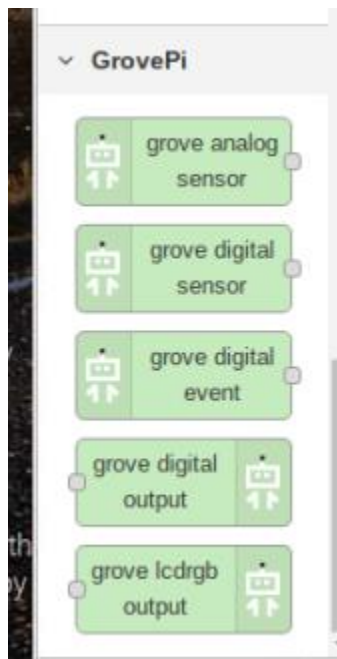 GrovePi
grove analog
sensor
grove digital
sensor
grove digital
event
grove digital
output
grove lcdrgb
output